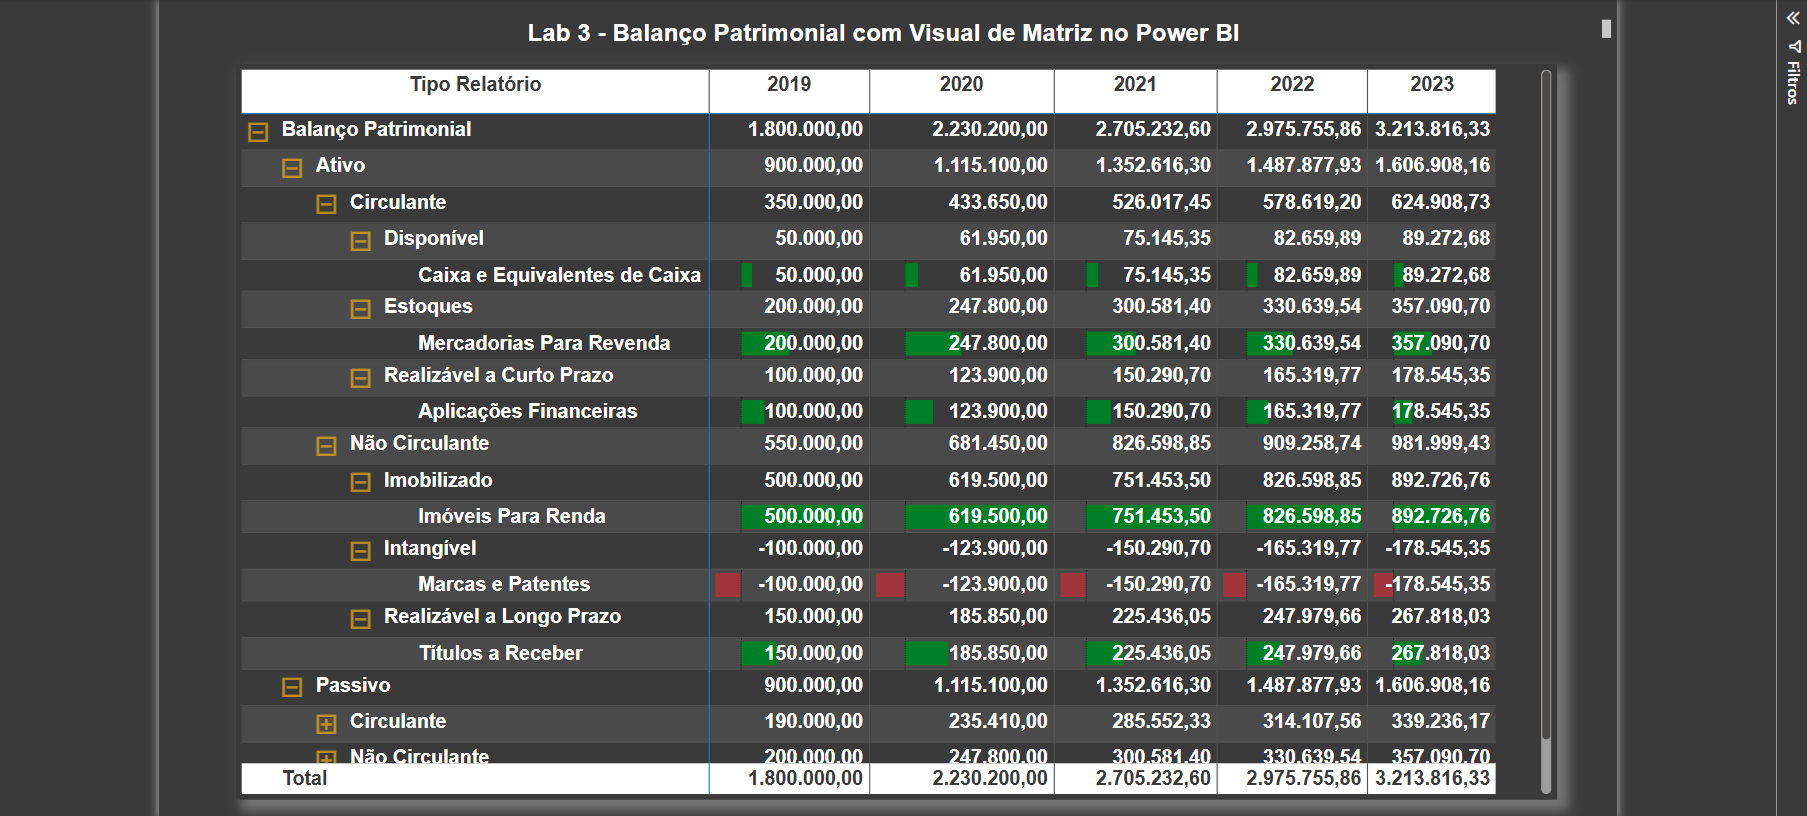 Lab 3 - Balanço Patrimonial com Visual de Matriz no Power BI
Filtros
Tipo Relatório 2019 2020 2021 2022 2023
Balanço Patrimonial 1.800.000,00 2.230.200,00 2.705.232,60 2.975.755,86 3.213.816,33
Ativo 900.000,00 1.115.100,00 1.352.616,30 1.487.877,93 1.606.908,16
Circulante 350.000,00 433.650,00 526.017,45 578.619,20 624.908,73
Disponível 50.000,00 61.950,00 75.145,35 82.659,89 89.272,68
Caixa e Equivalentes de Caixa 50.000,00 61.950,00 75.145,35 82.659,89 89.272,68
Estoques 200.000,00 247.800,00 300.581,40 330.639,54 357.090,70
Mercadorias Para Revenda 200.000,00 247.800,00 300.581,40 330.639,54 357.090,70
Realizável a Curto Prazo 100.000,00 123.900,00 150.290,70 165.319,77 178.545,35
Aplicações Financeiras 100.000,00 123.900,00 150.290,70 165.319,77 178.545,35
Não Circulante 550.000,00 681.450,00 826.598,85 909.258,74 981.999,43
Imobilizado 500.000,00 619.500,00 751.453,50 826.598,85 892.726,76
Imóveis Para Renda 500.000,00 619.500,00 751.453,50 826.598,85 892.726,76
Intangível -100.000,00 -123.900,00 -150.290,70 -165.319,77 -178.545,35
Marcas e Patentes -100.000,00 -123.900,00 -150.290,70 -165.319,77 -178.545,35
Realizável a Longo Prazo 150.000,00 185.850,00 225.436,05 247.979,66 267.818,03
Títulos a Receber 150.000,00 185.850,00 225.436,05 247.979,66 267.818,03
Passivo 900.000,00 1.115.100,00 1.352.616,30 1.487.877,93 1.606.908,16
Circulante 190.000,00 235.410,00 285.552,33 314.107,56 339.236,17
Não Circulante 200.000,00 247.800,00 300.581,40 330.639,54 357.090,70
Total 1.800.000,00 2.230.200,00 2.705.232,60 2.975.755,86 3.213.816,33